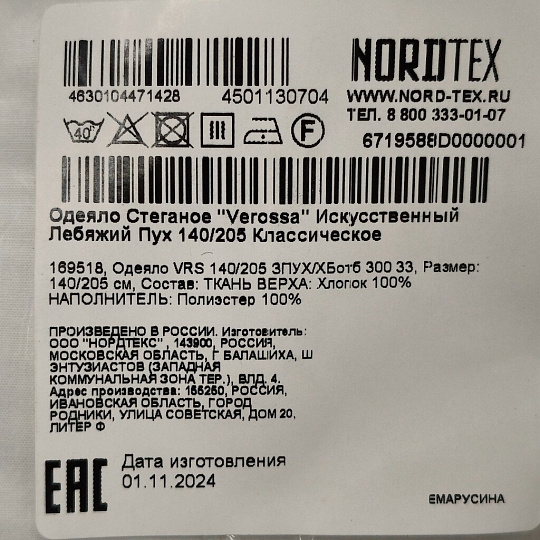 NORDTEX
4630104471428 4501130704
WWW.NORD-TEX.RU
ТЕЛ. 8 800 333-01-07
40°
F
6719588D0000001
Одеяло Стеганое "Verossa" Искусственный
Лебяжий Пух 140/205 Классическое
169518, Одеяло VRS 140/205 ЗПУХ/ХБотб 300 33, Размер:
140/205 см, Состав: ТКАНЬ ВЕРХА: Хлопок 100%
НАПОЛНИТЕЛЬ: Полиэстер 100%
ПРОИЗВЕДЕНО В РОССИИ. Изготовитель:
ООО "НОРДТЕКС" , 143900, РОССИЯ,
МОСКОВСКАЯ ОБЛАСТЬ, Г БАЛАШИХА, Ш
ЭНТУЗИАСТОВ (ЗАПАДНАЯ
КОММУНАЛЬНАЯ ЗОНА ТЕР.), ВЛД. 4.
Адрес производства: 155250, РОССИЯ,
ИВАНОВСКАЯ ОБЛАСТЬ, ГОРОД
РОДНИКИ, УЛИЦА СОВЕТСКАЯ, ДОМ 20,
ЛИТЕР Ф
EAC
Дата изготовления
01.11.2024
ЕМАРУСИНА